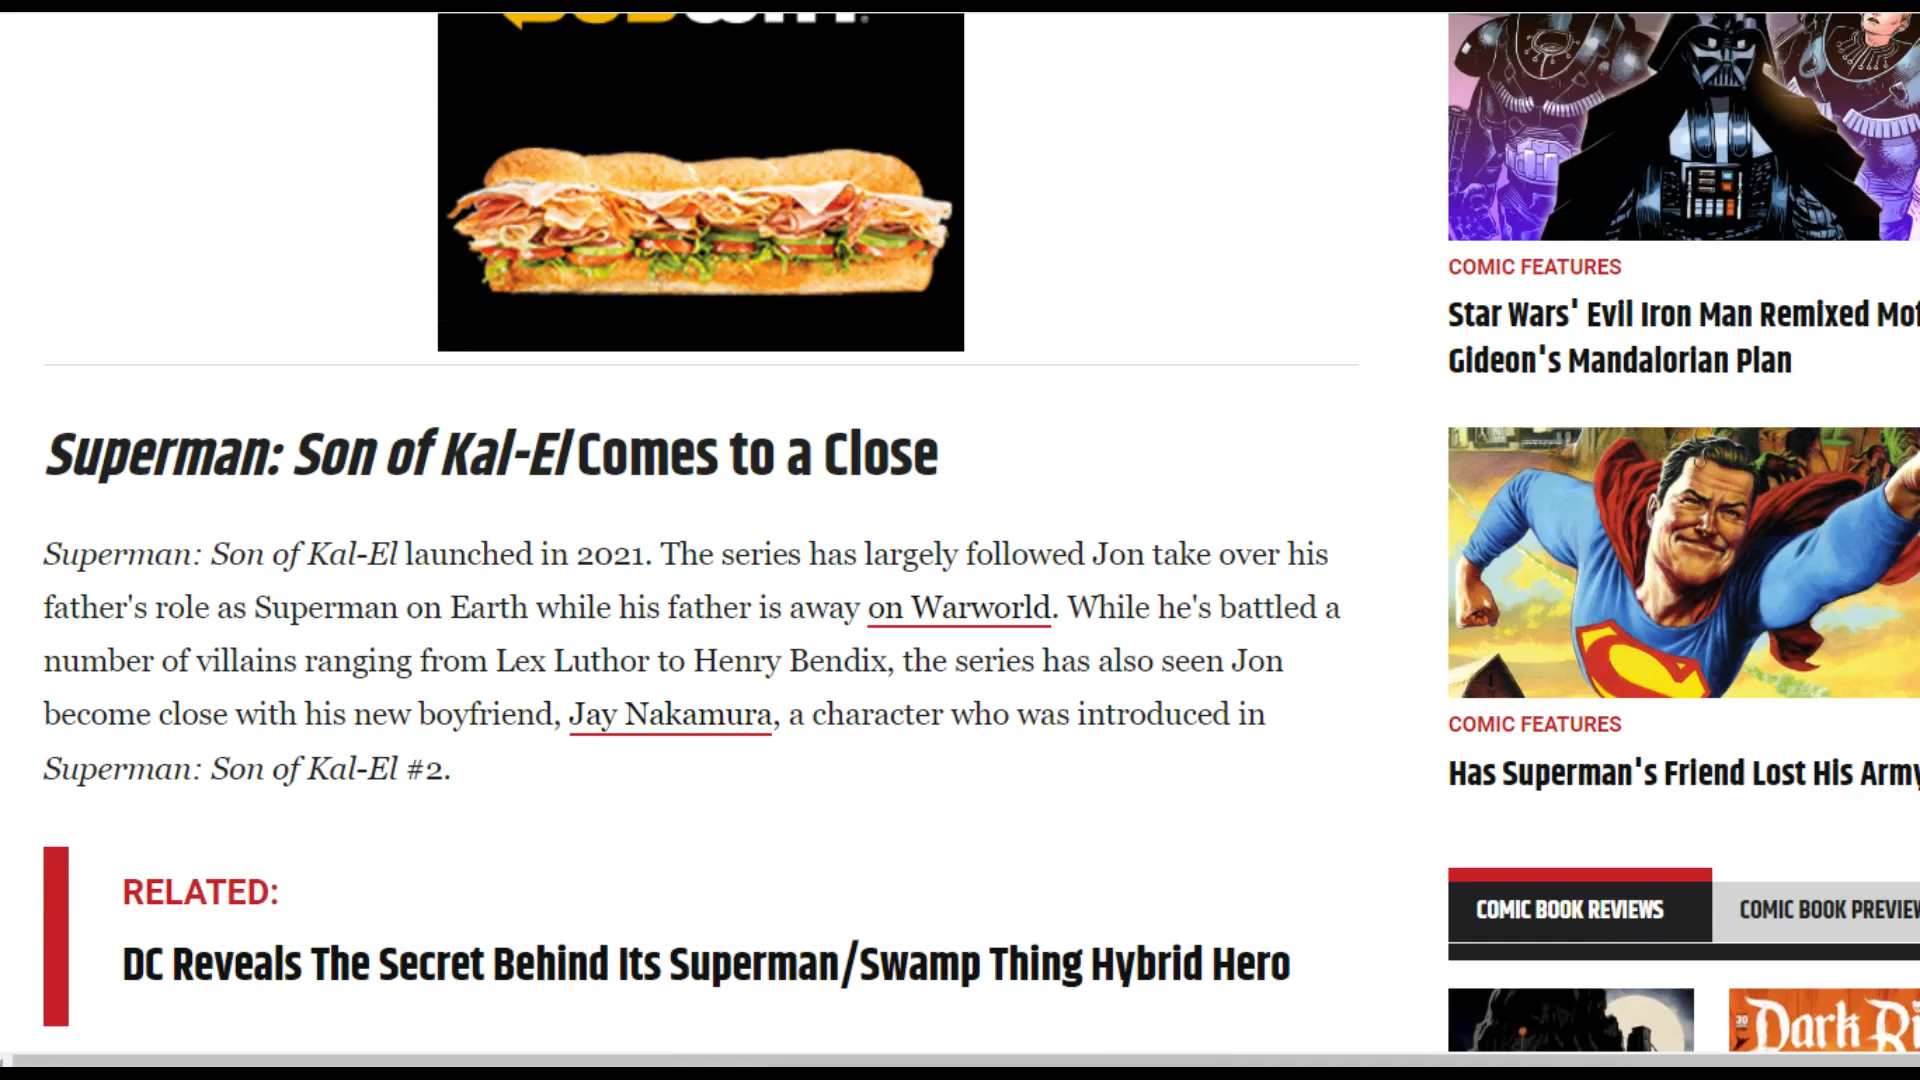 COMIC FEATURES
Star Wars' Evil Iron Man Remixed
Gideon's Mandalorian Plan
Superman: Son of Kal-El Comes to a Close
Superman: Son of Kal-El launched in 2021. The series has largely followed Jon take over his
father's role as Superman on Earth while his father is away on Warworld. While he's battled a
number of villains ranging from Lex Luthor to Henry Bendix, the series has also seen Jon
become close with his new boyfriend, Jay Nakamura, a character who was introduced in
Superman: Son of Kal-El #2.
COMIC FEATURES
Has Superman's Friend Lost His Army
RELATED:
DC Reveals The Secret Behind Its Superman/Swamp Thing Hybrid Hero
COMIC BOOK REVIEWS
COMIC BOOK
30
Dark